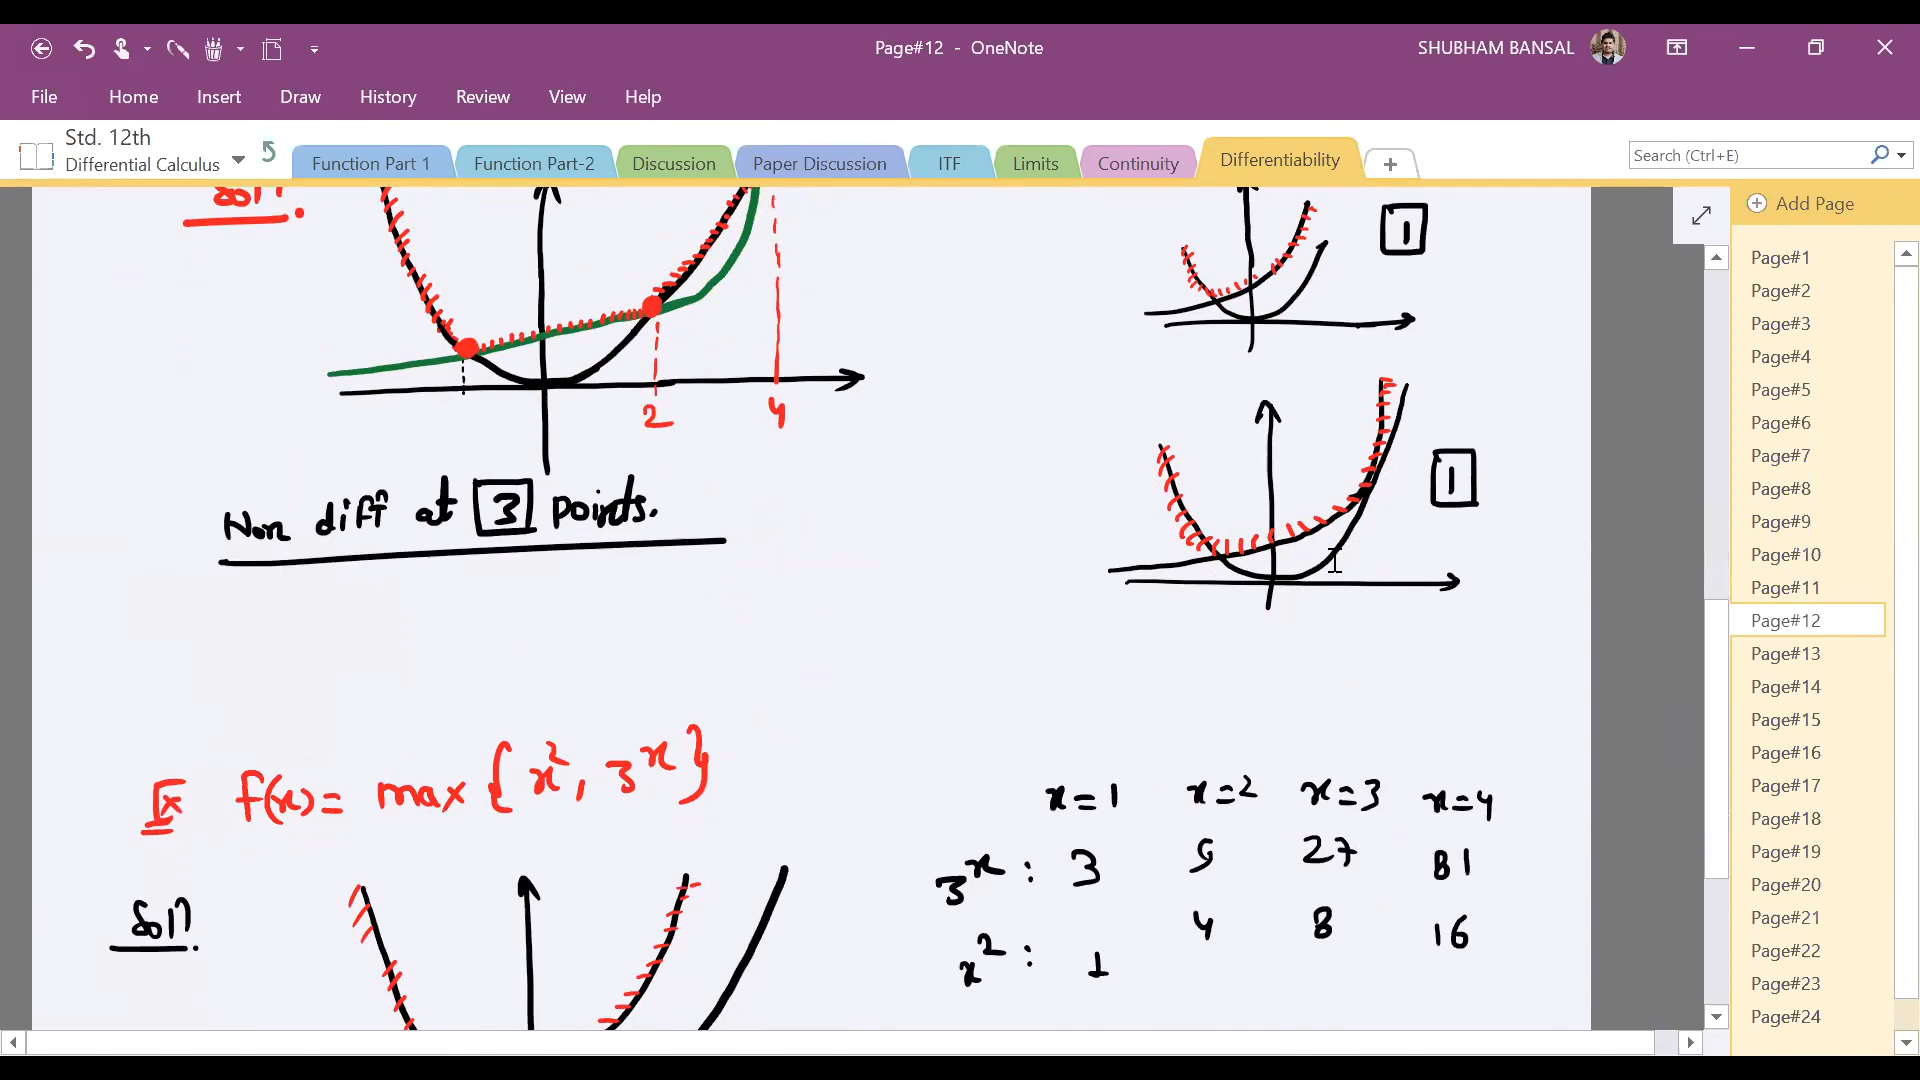 Page#12 - OneNote
SHUBHAM BANSAL
File Home Insert Draw History Review View Help
Std. 12th
Differential Calculus
Function Part 1 Function Part-2 Discussion Paper Discussion ITF Limits Continuity Differentiability
Search (Ctrl+E)
Add Page
Page#1
Page#2
Page#3
Page#4
Page#5
Page#6
Page#7
Page#8
Page#9
Page#10
Page#11
Page#12
Page#13
Page#14
Page#15
Page#16
Page#17
Page#18
Page#19
Page#20
Page#21
Page#22
Page#23
Page#24
Solⁿ.
1
2 4
1
Non diffⁿ at 3 points.
Ex f(x) = max {x², 3ˣ}
x=1 x=2 x=3 x=4
3ˣ : 3 9 27 81
Solⁿ.
x² : 1 4 8 16